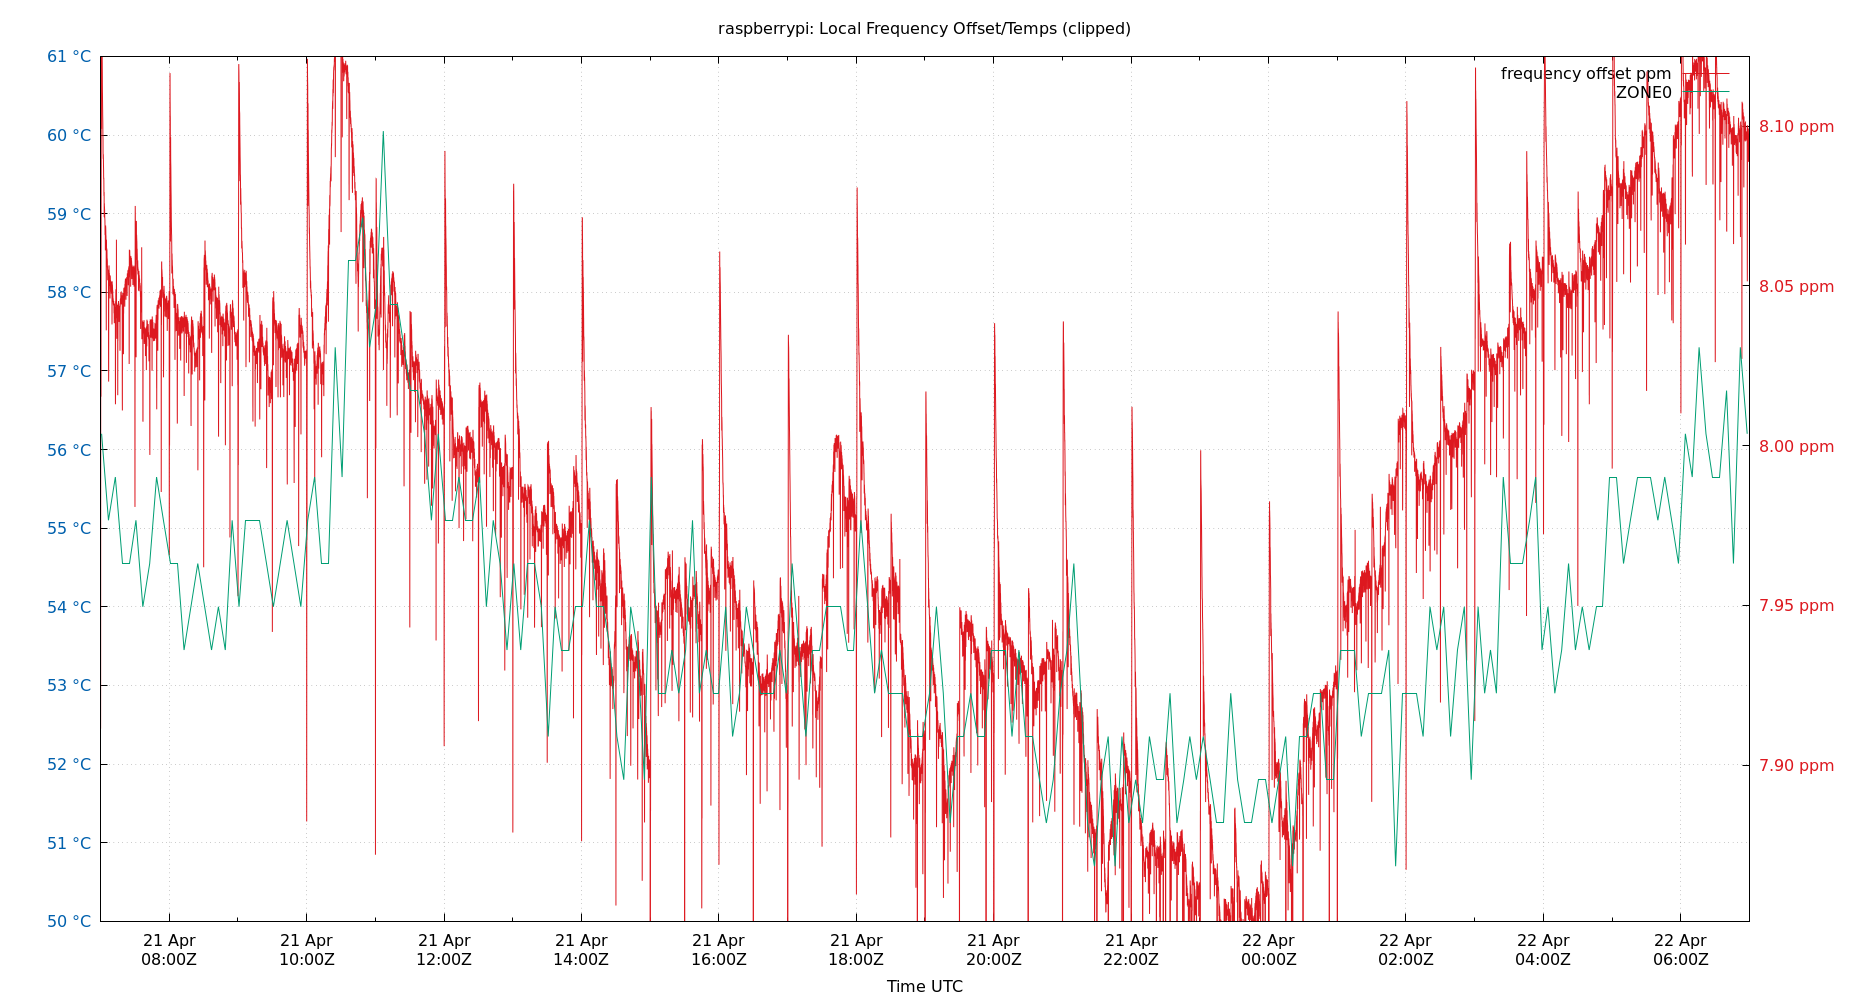 raspberrypi: Local Frequency Offset/Temps (clipped)
61 °C
60 °C
59 °C
58 °C
57 °C
56 °C
55 °C
54 °C
53 °C
52 °C
51 °C
50 °C
frequency offset ppm
ZONE0
8.10 ppm
8.05 ppm
8.00 ppm
7.95 ppm
7.90 ppm
21 Apr 21 Apr 21 Apr 21 Apr 21 Apr 21 Apr 21 Apr 21 Apr 22 Apr 22 Apr 22 Apr 22 Apr
08:00Z 10:00Z 12:00Z 14:00Z 16:00Z 18:00Z 20:00Z 22:00Z 00:00Z 02:00Z 04:00Z 06:00Z
Time UTC